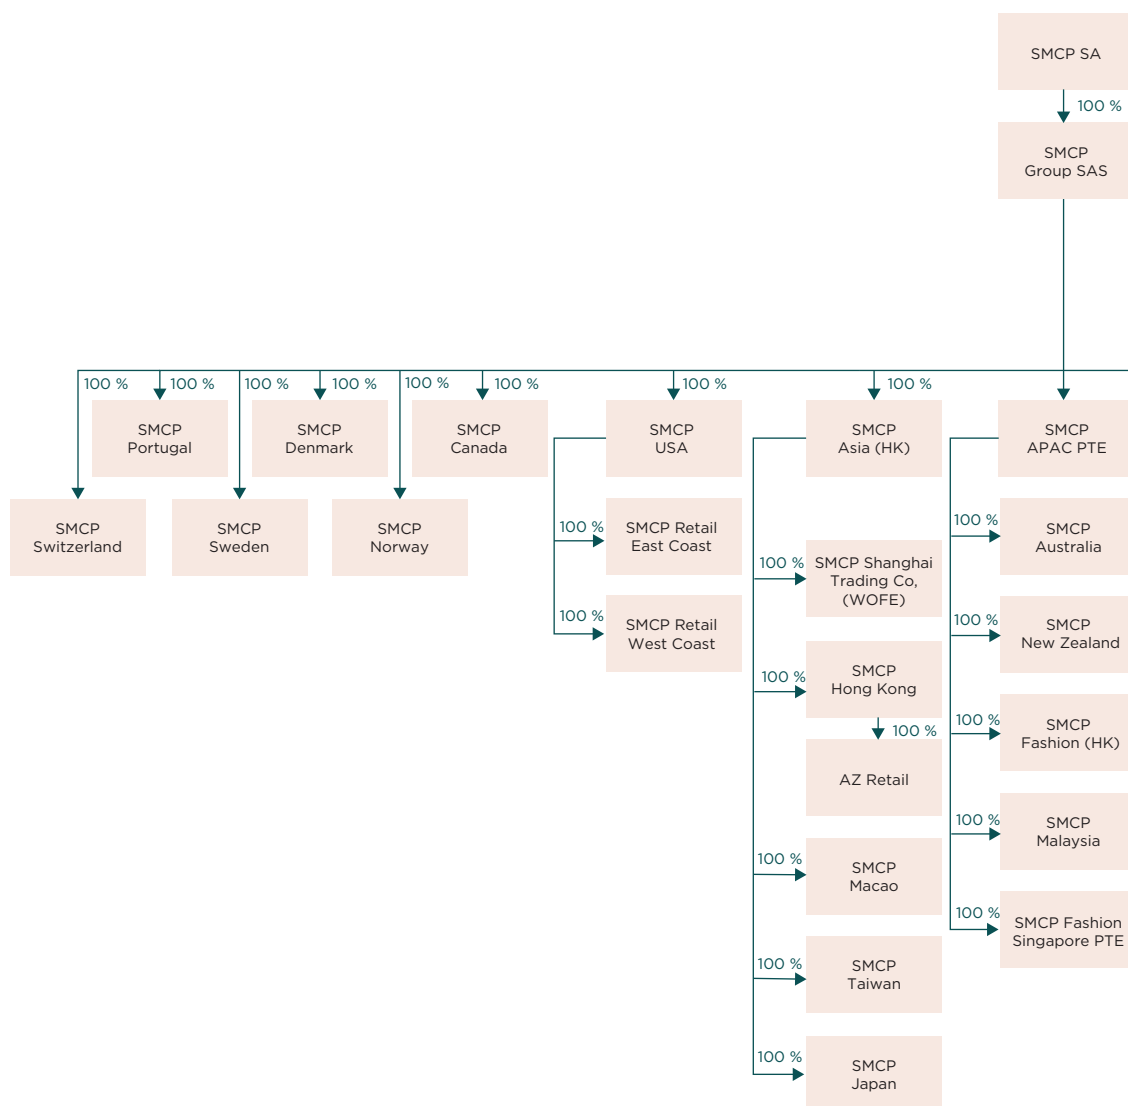 SMCP SA
100 %
SMCP
Group SAS
100 %
100 %
100 %
100 %
100 %
100 %
100 %
100 %
SMCP
Portugal
SMCP
Denmark
SMCP
Canada
SMCP
USA
SMCP
Asia (HK)
SMCP
APAC PTE
SMCP
Switzerland
SMCP
Sweden
SMCP
Norway
100 %
SMCP Retail
East Coast
100 %
SMCP Retail
West Coast
100 %
SMCP Shanghai
Trading Co,
(WOFE)
100 %
SMCP
Hong Kong
100 %
AZ Retail
100 %
SMCP
Macao
100 %
SMCP
Taiwan
100 %
SMCP
Japan
100 %
SMCP
Australia
100 %
SMCP
New Zealand
100 %
SMCP
Fashion (HK)
100 %
SMCP
Malaysia
100 %
SMCP Fashion
Singapore PTE